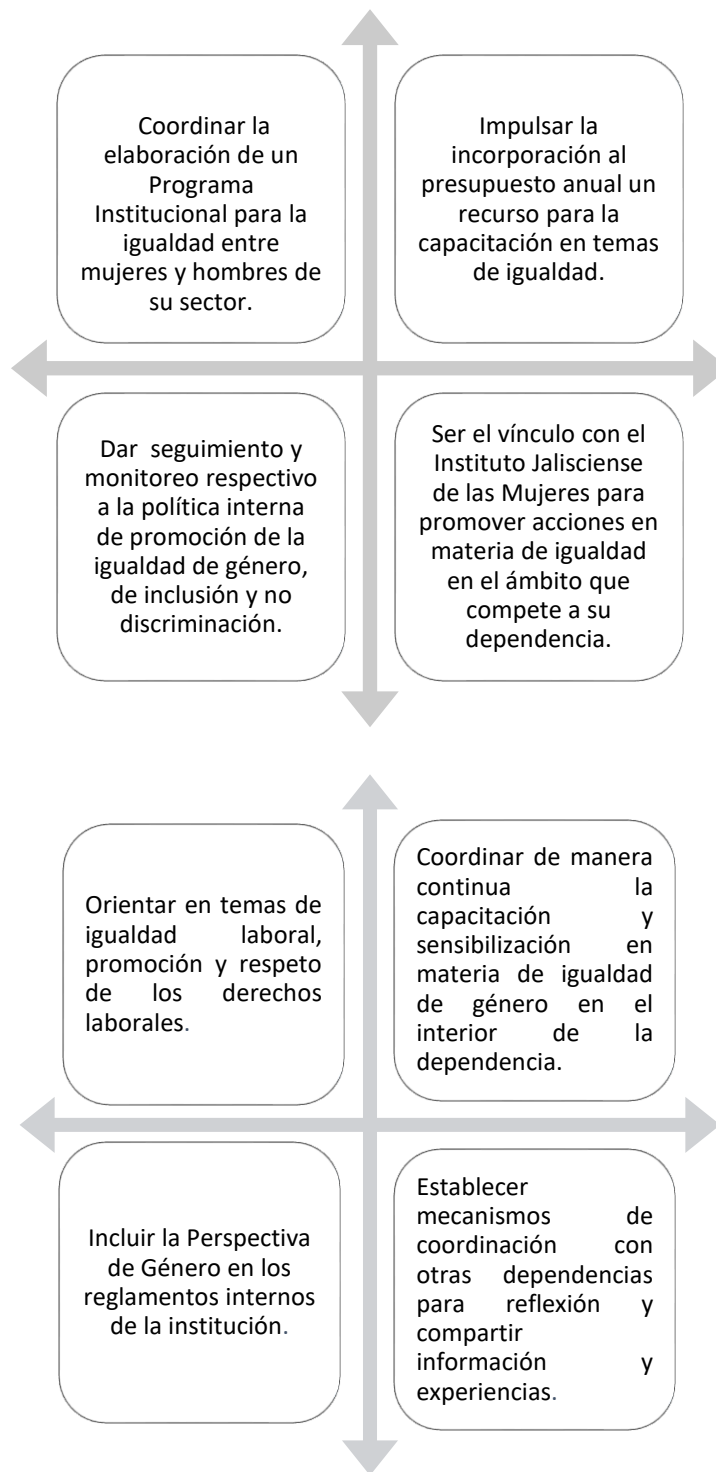 Coordinar la
elaboración de un
Programa
Institucional para la
igualdad entre
mujeres y hombres de
su sector.
Impulsar la
incorporación al
presupuesto anual un
recurso para la
capacitación en temas
de igualdad.
Dar seguimiento y
monitoreo respectivo
a la política interna
de promoción de la
igualdad de género,
de inclusión y no
discriminación.
Ser el vínculo con el
Instituto Jalisciense
de las Mujeres para
promover acciones en
materia de igualdad
en el ámbito que
compete a su
dependencia.
Orientar en temas de
igualdad laboral,
promoción y respeto
de los derechos
laborales.
Coordinar de manera
continua la
capacitación y
sensibilización en
materia de igualdad
de género en el
interior de la
dependencia.
Incluir la Perspectiva
de Género en los
reglamentos internos
de la institución.
Establecer
mecanismos de
coordinación con
otras dependencias
para reflexión y
compartir
información y
experiencias.